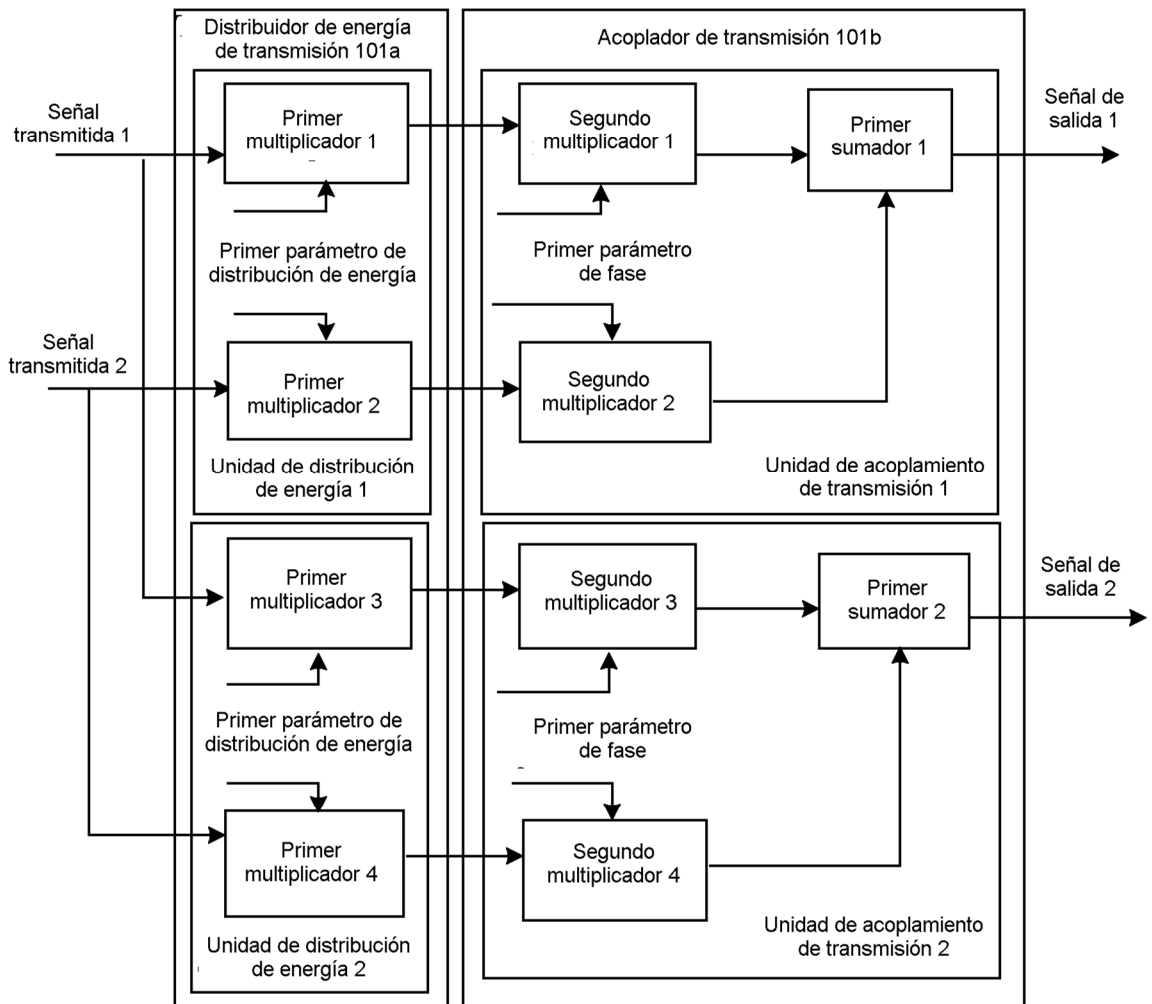 Distribuidor de energía
de transmisión 101a
Acoplador de transmisión 101b
Señal
transmitida 1
Primer
multiplicador 1
Segundo
multiplicador 1
Primer
sumador 1
Señal de
salida 1
Primer parámetro de
distribución de energía
Primer parámetro
de fase
Señal
transmitida 2
Primer
multiplicador 2
Segundo
multiplicador 2
Unidad de distribución
de energía 1
Unidad de acoplamiento
de transmisión 1
Primer
multiplicador 3
Segundo
multiplicador 3
Primer
sumador 2
Señal de
salida 2
Primer parámetro de
distribución de energía
Primer parámetro
de fase
Primer
multiplicador 4
Segundo
multiplicador 4
Unidad de distribución
de energía 2
Unidad de acoplamiento
de transmisión 2